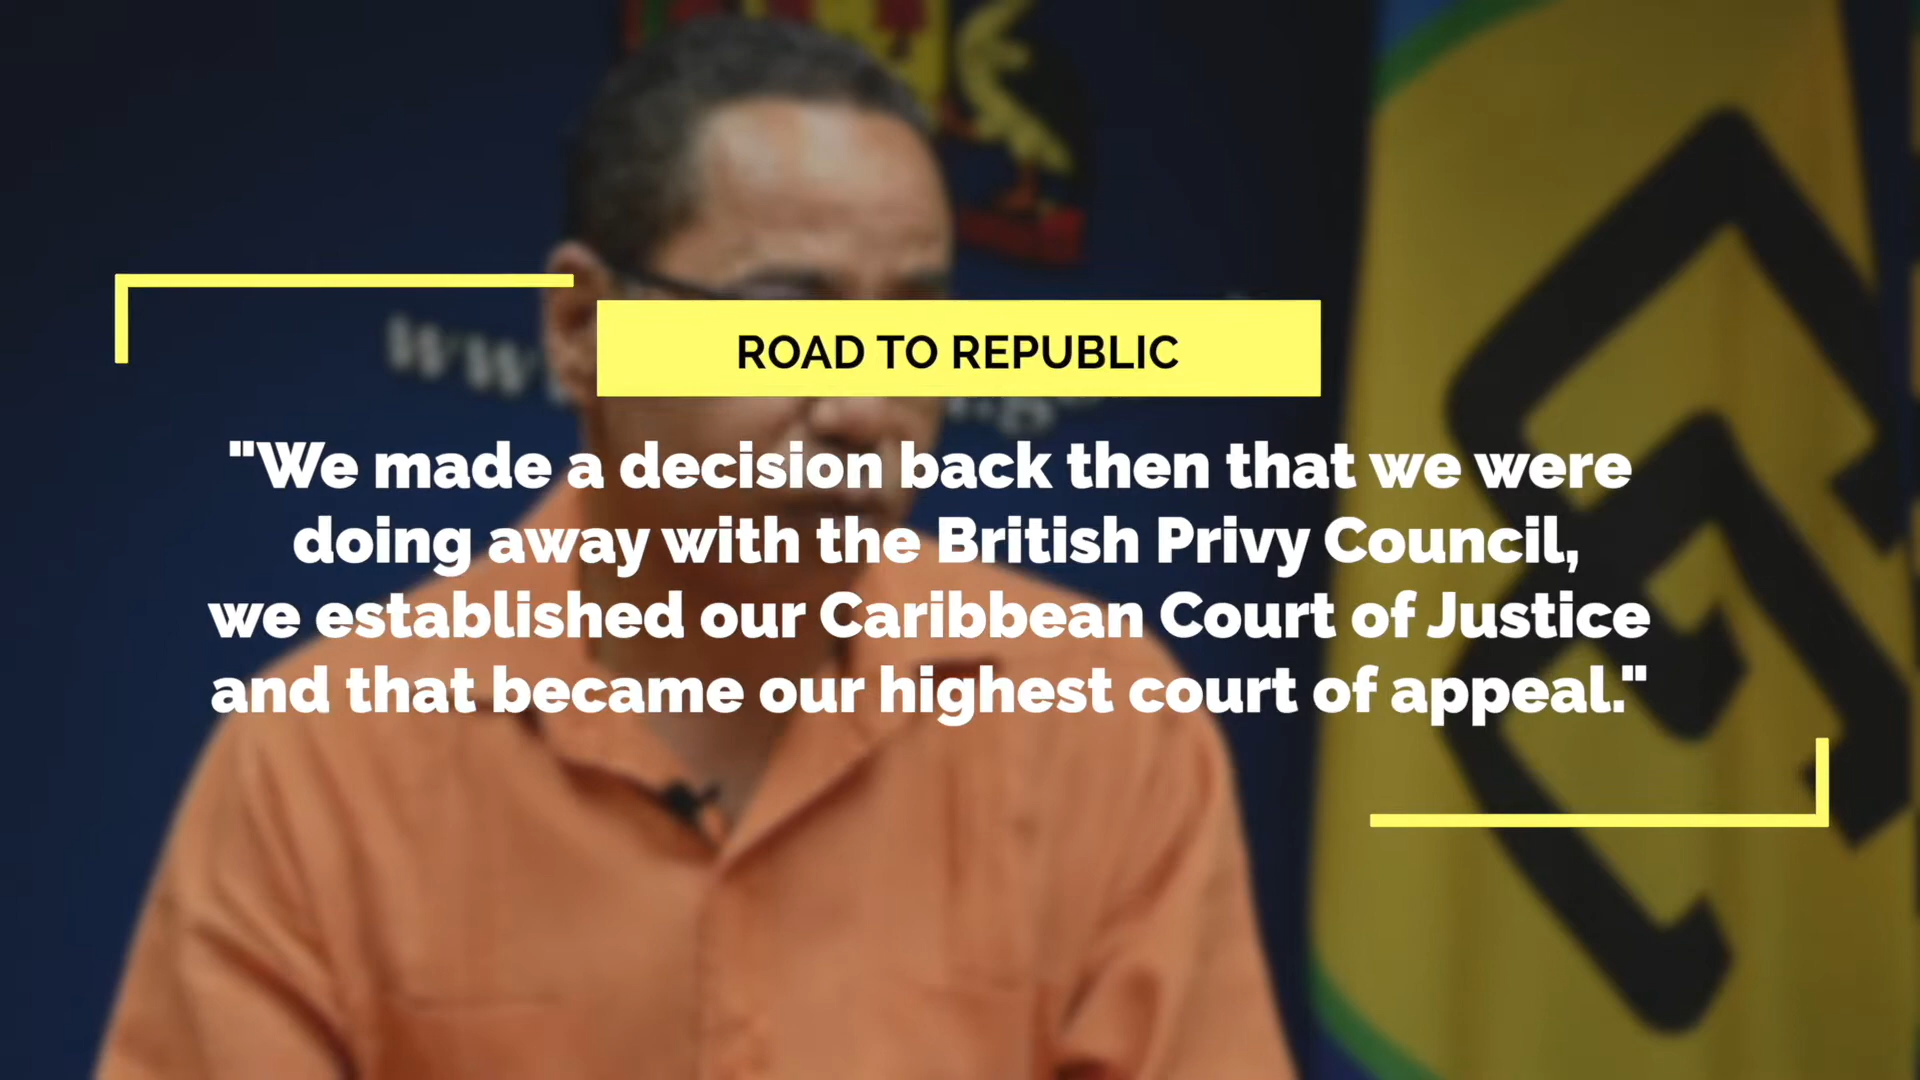 ROAD TO REPUBLIC
"We made a decision back then that we were
doing away with the British Privy Council,
we established our Caribbean Court of Justice
and that became our highest court of appeal."